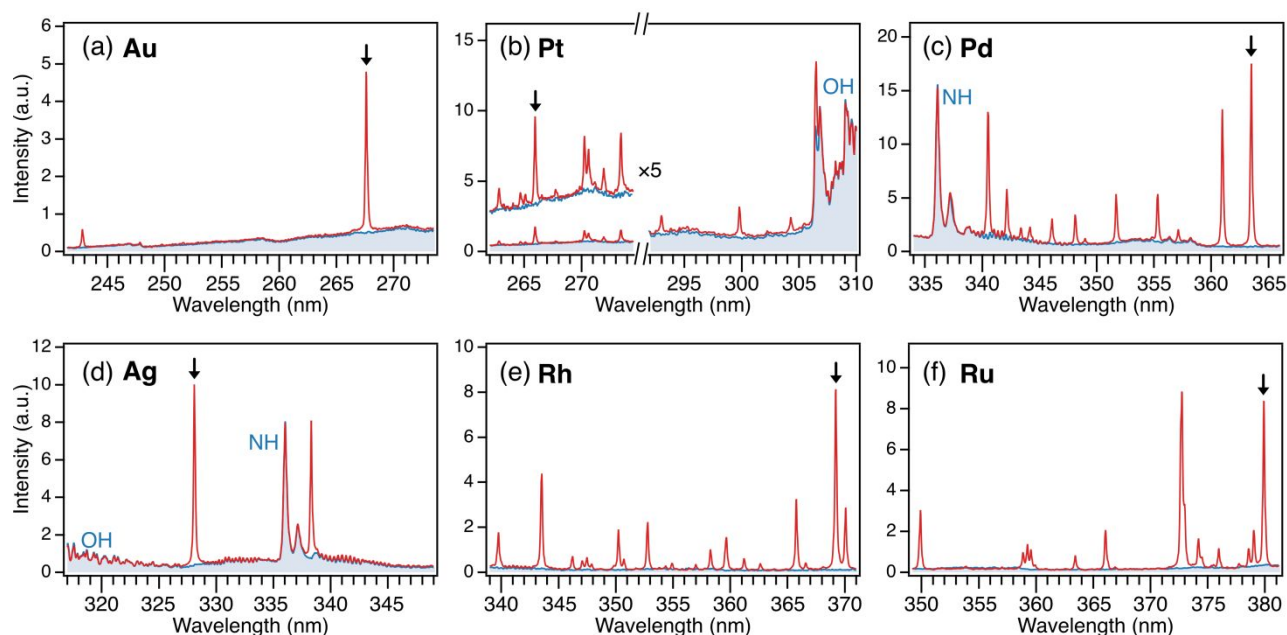 (a) Au
Intensity (a.u.)
6
5
4
3
2
1
0
245 250 255 260 265 270
Wavelength (nm)
(b) Pt
OH
×5
15
10
5
0
265 270 295 300 305 310
Wavelength (nm)
(c) Pd
NH
20
15
10
5
0
335 340 345 350 355 360 365
Wavelength (nm)
(d) Ag
NH
OH
Intensity (a.u.)
12
10
8
6
4
2
0
320 325 330 335 340 345
Wavelength (nm)
(e) Rh
10
8
6
4
2
0
340 345 350 355 360 365 370
Wavelength (nm)
(f) Ru
8
6
4
2
0
350 355 360 365 370 375 380
Wavelength (nm)